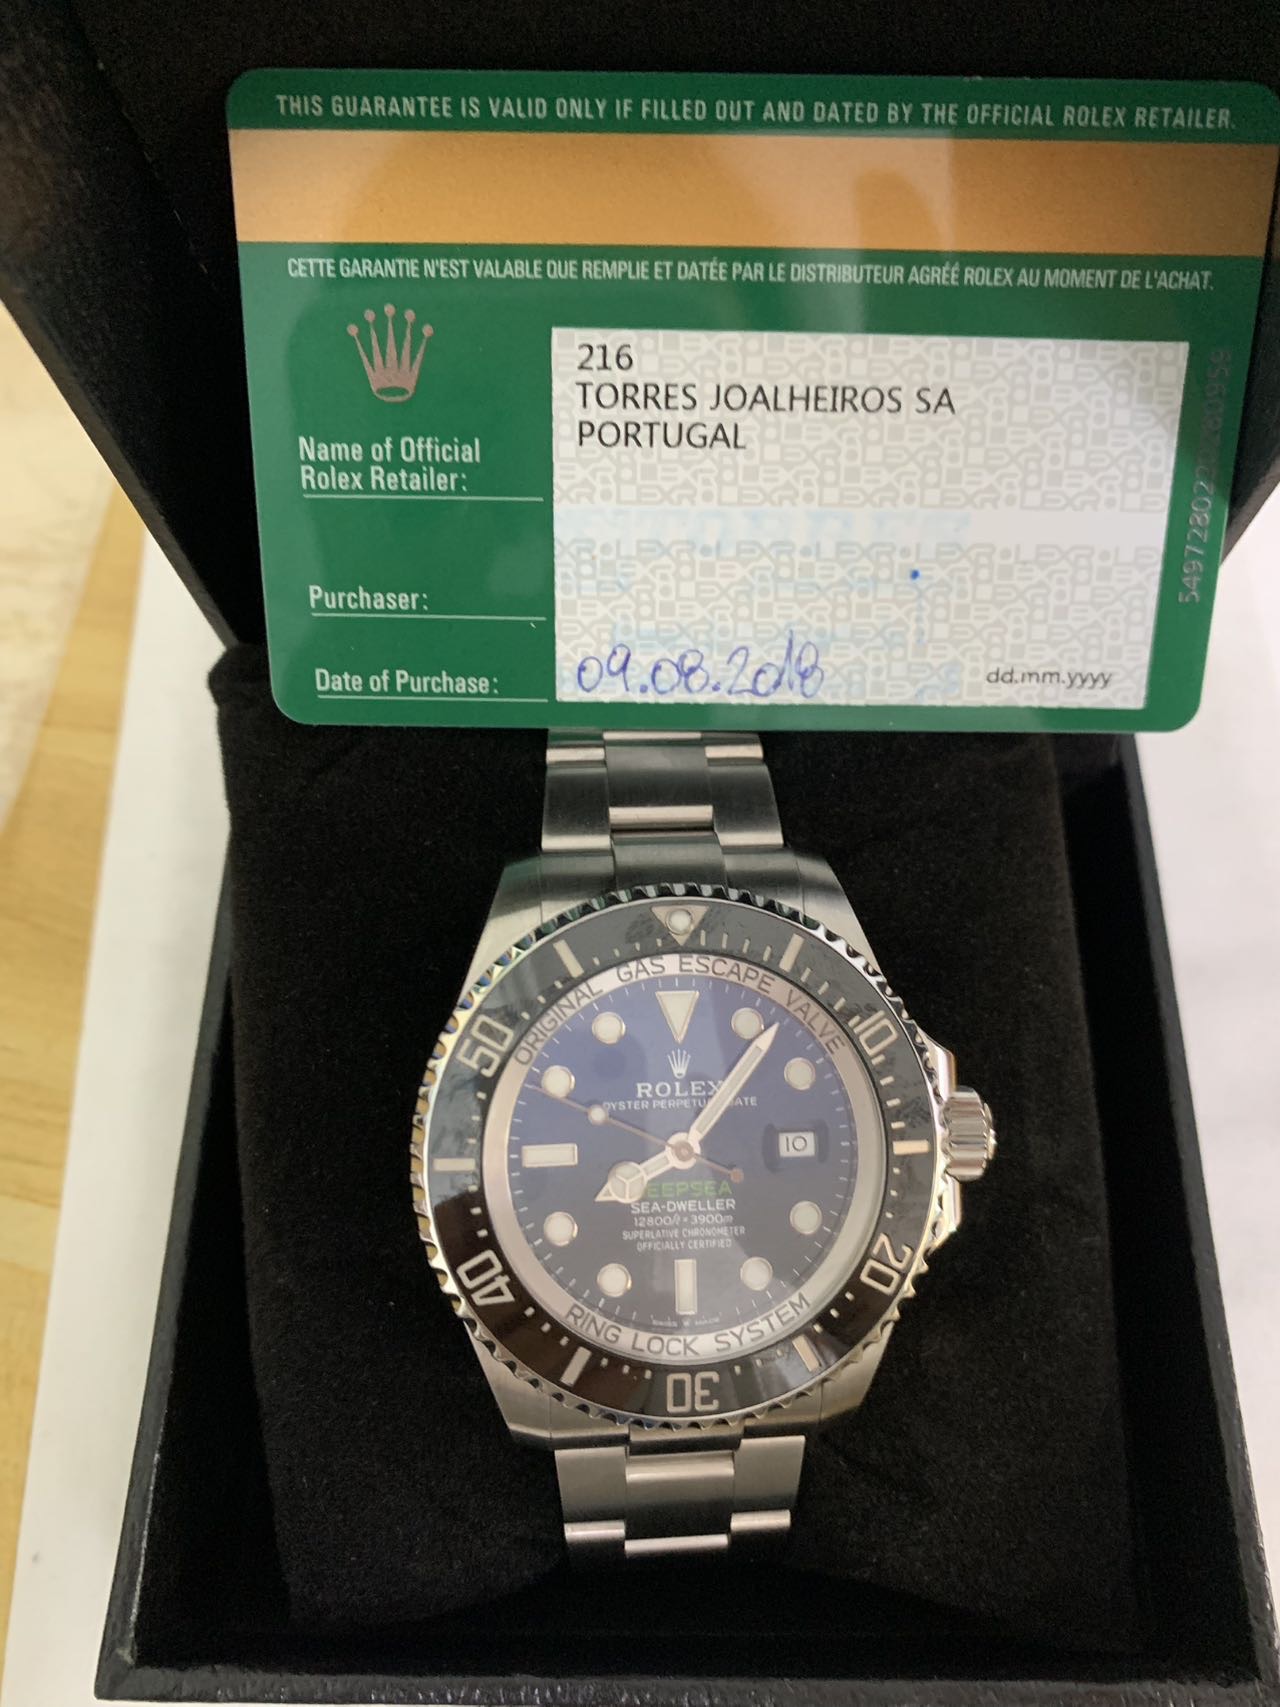 THIS GUARANTEE IS VALID ONLY IF FILLED OUT AND DATED BY THE OFFICIAL ROLEX RETAILER.
CETTE GARANTIE N'EST VALABLE QUE REMPLIE ET DATÉE PAR LE DISTRIBUTEUR AGRÉÉ ROLEX AU MOMENT DE L'ACHAT.
216
TORRES JOALHEIROS SA
PORTUGAL
Name of Official
Rolex Retailer:
Purchaser:
Date of Purchase:
09.08.2018
dd.mm.yyyy
ORIGINAL GAS ESCAPE VALVE
50
10
ROLEX
OYSTER PERPETUAL DATE
10
DEEPSEA
SEA-DWELLER
12800ft=3900m
SUPERLATIVE CHRONOMETER
OFFICIALLY CERTIFIED
40
20
SWISS MADE
RING LOCK SYSTEM
30